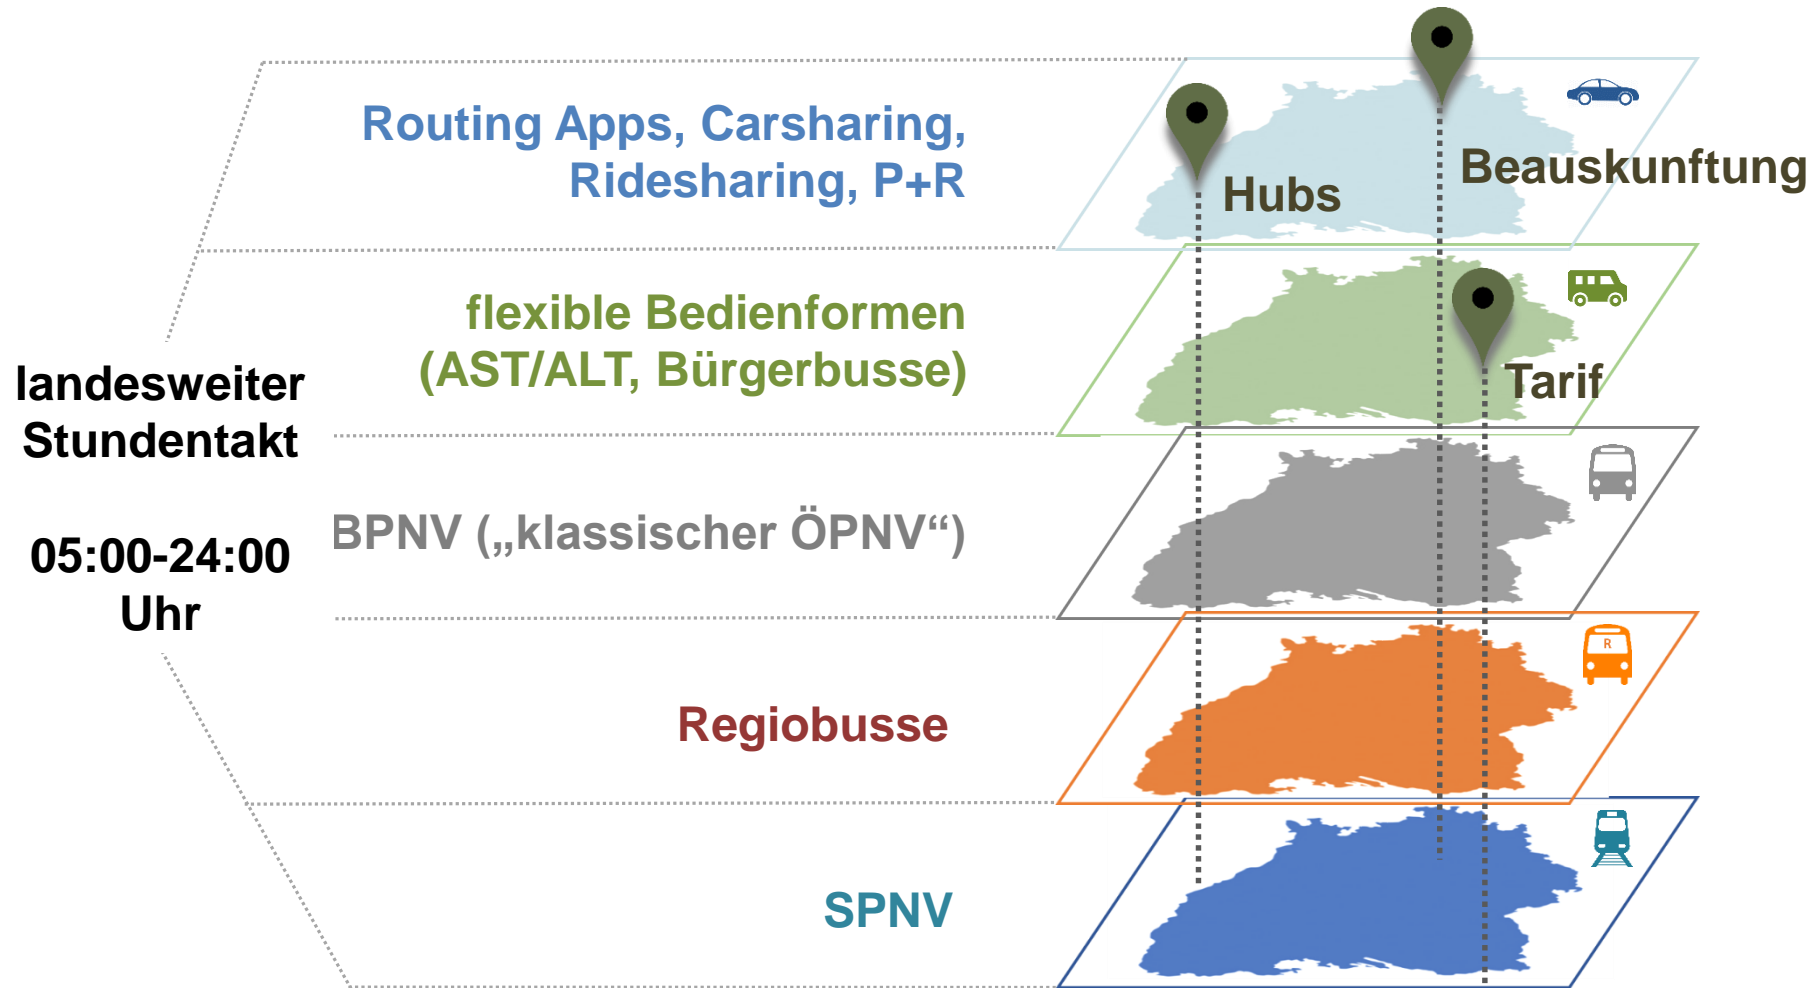 Routing Apps, Carsharing,
Ridesharing, P+R
Hubs
Beauskunftung
flexible Bedienformen
(AST/ALT, Bürgerbusse)
Tarif
landesweiter
Stundentakt
05:00-24:00
Uhr
BPNV („klassischer ÖPNV“)
R
Regiobusse
SPNV